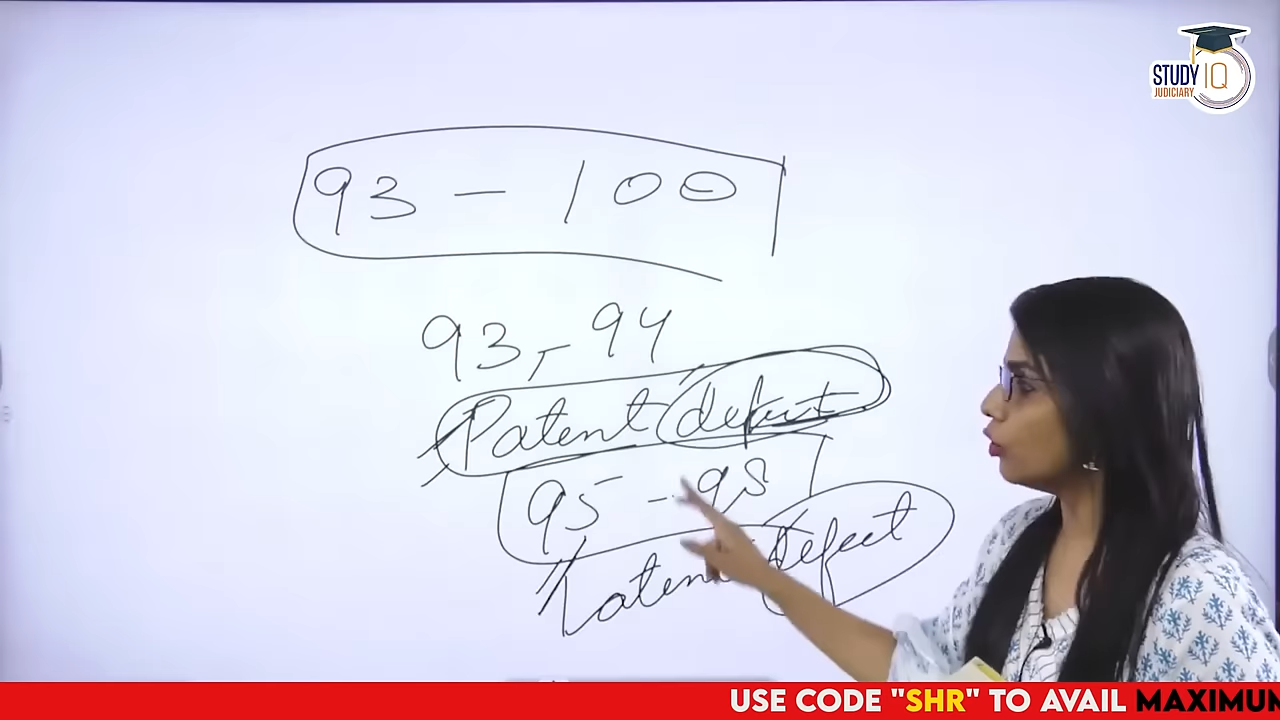 STUDY IQ
JUDICIARY
93 - 100
93, - 94
Patent defect
95 - 98
Latent defect
USE CODE "SHR" TO AVAIL MAXIMUM